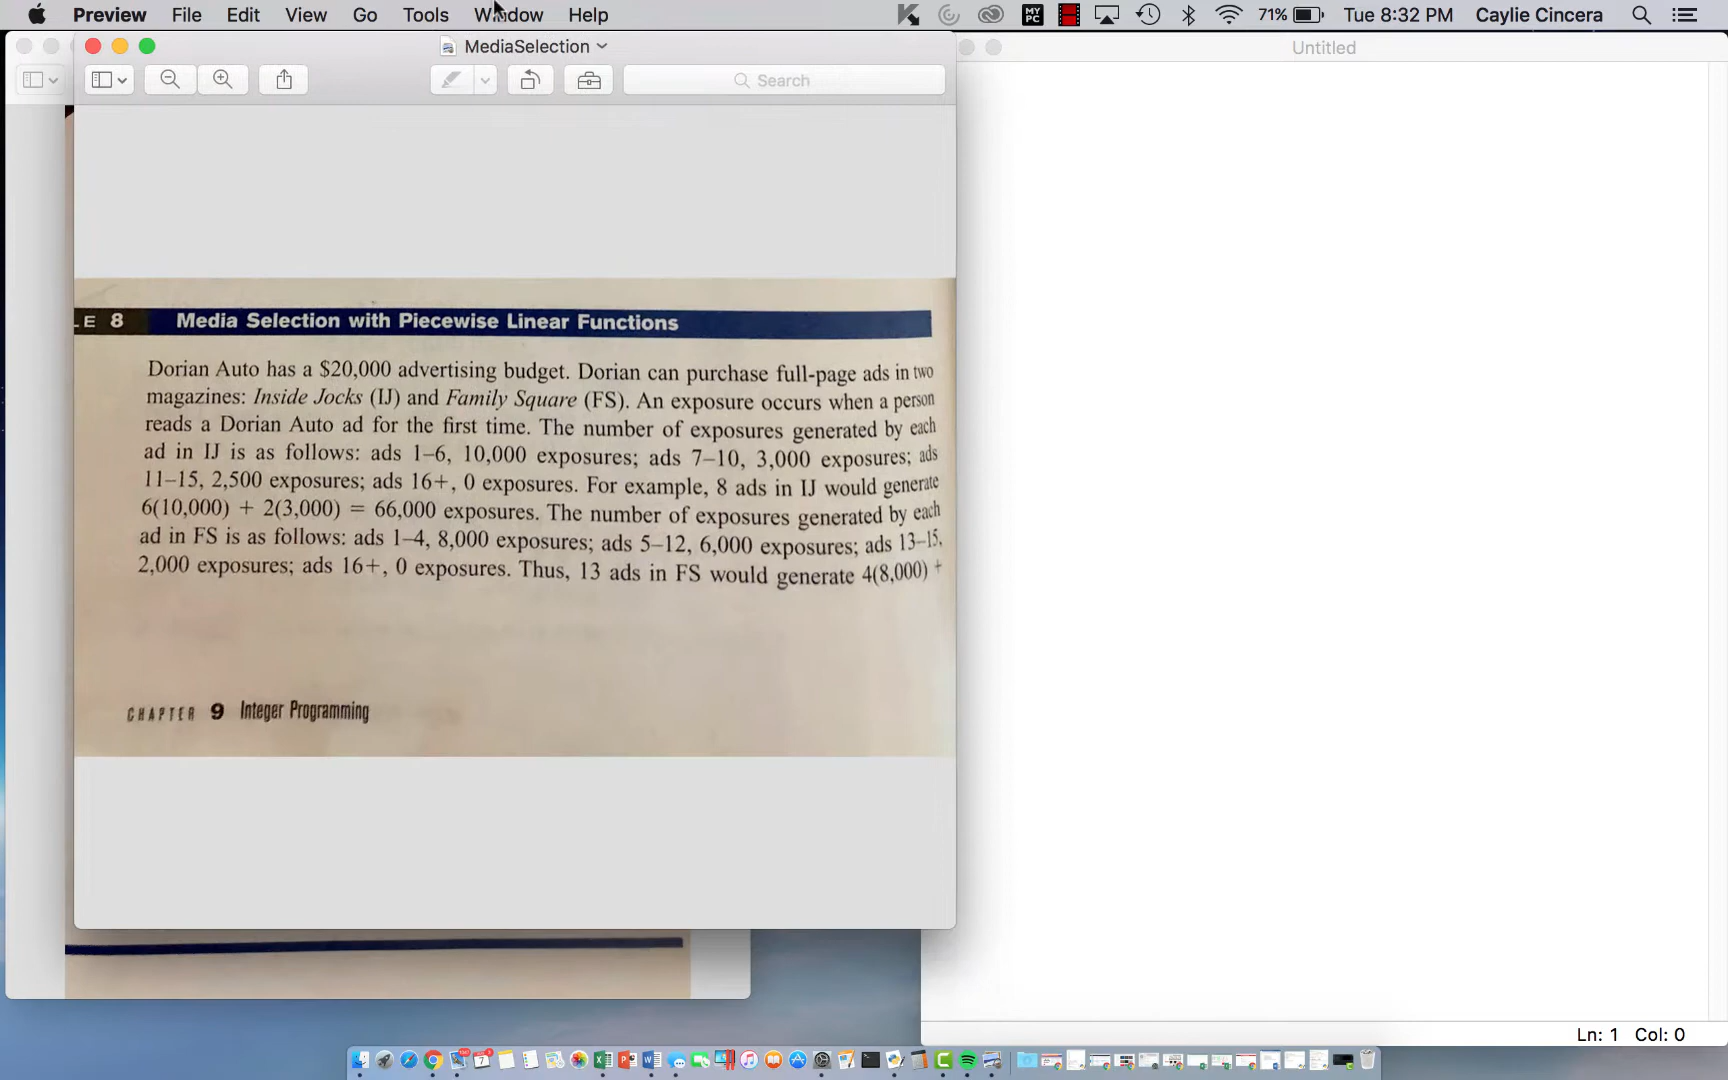 Preview File Edit View Go Tools Window Help
MY PC
71% Tue 8:32 PM Caylie Cincera
MediaSelection
Untitled
Search
LE 8 Media Selection with Piecewise Linear Functions
Dorian Auto has a $20,000 advertising budget. Dorian can purchase full-page ads in two
magazines: Inside Jocks (IJ) and Family Square (FS). An exposure occurs when a person
reads a Dorian Auto ad for the first time. The number of exposures generated by each
ad in IJ is as follows: ads 1–6, 10,000 exposures; ads 7–10, 3,000 exposures; ads
11–15, 2,500 exposures; ads 16+, 0 exposures. For example, 8 ads in IJ would generate
6(10,000) + 2(3,000) = 66,000 exposures. The number of exposures generated by each
ad in FS is as follows: ads 1–4, 8,000 exposures; ads 5–12, 6,000 exposures; ads 13–15,
2,000 exposures; ads 16+, 0 exposures. Thus, 13 ads in FS would generate 4(8,000) +
CHAPTER 9 Integer Programming
Ln: 1 Col: 0